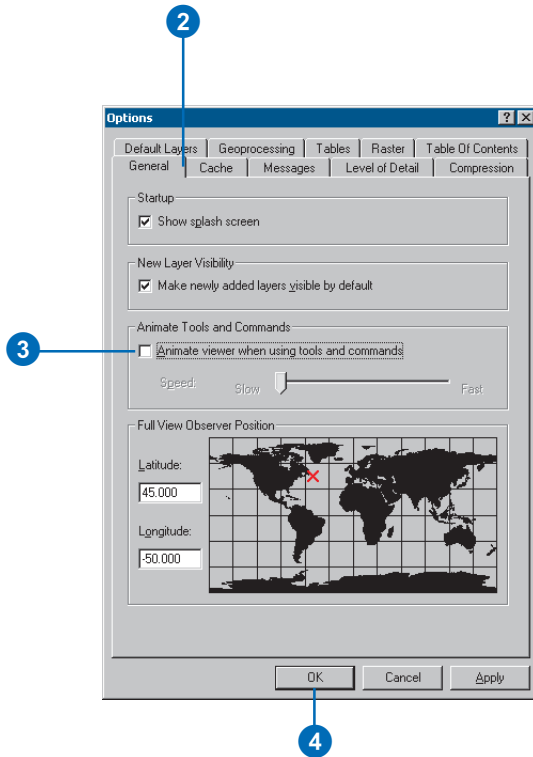 2
Options
Default Layers Geoprocessing Tables Raster Table Of Contents
General Cache Messages Level of Detail Compression
Startup
Show splash screen
New Layer Visibility
Make newly added layers visible by default
Animate Tools and Commands
3
Animate viewer when using tools and commands
Speed: Slow Fast
Full View Observer Position
Latitude:
45.000
Longitude:
-50.000
OK Cancel Apply
4